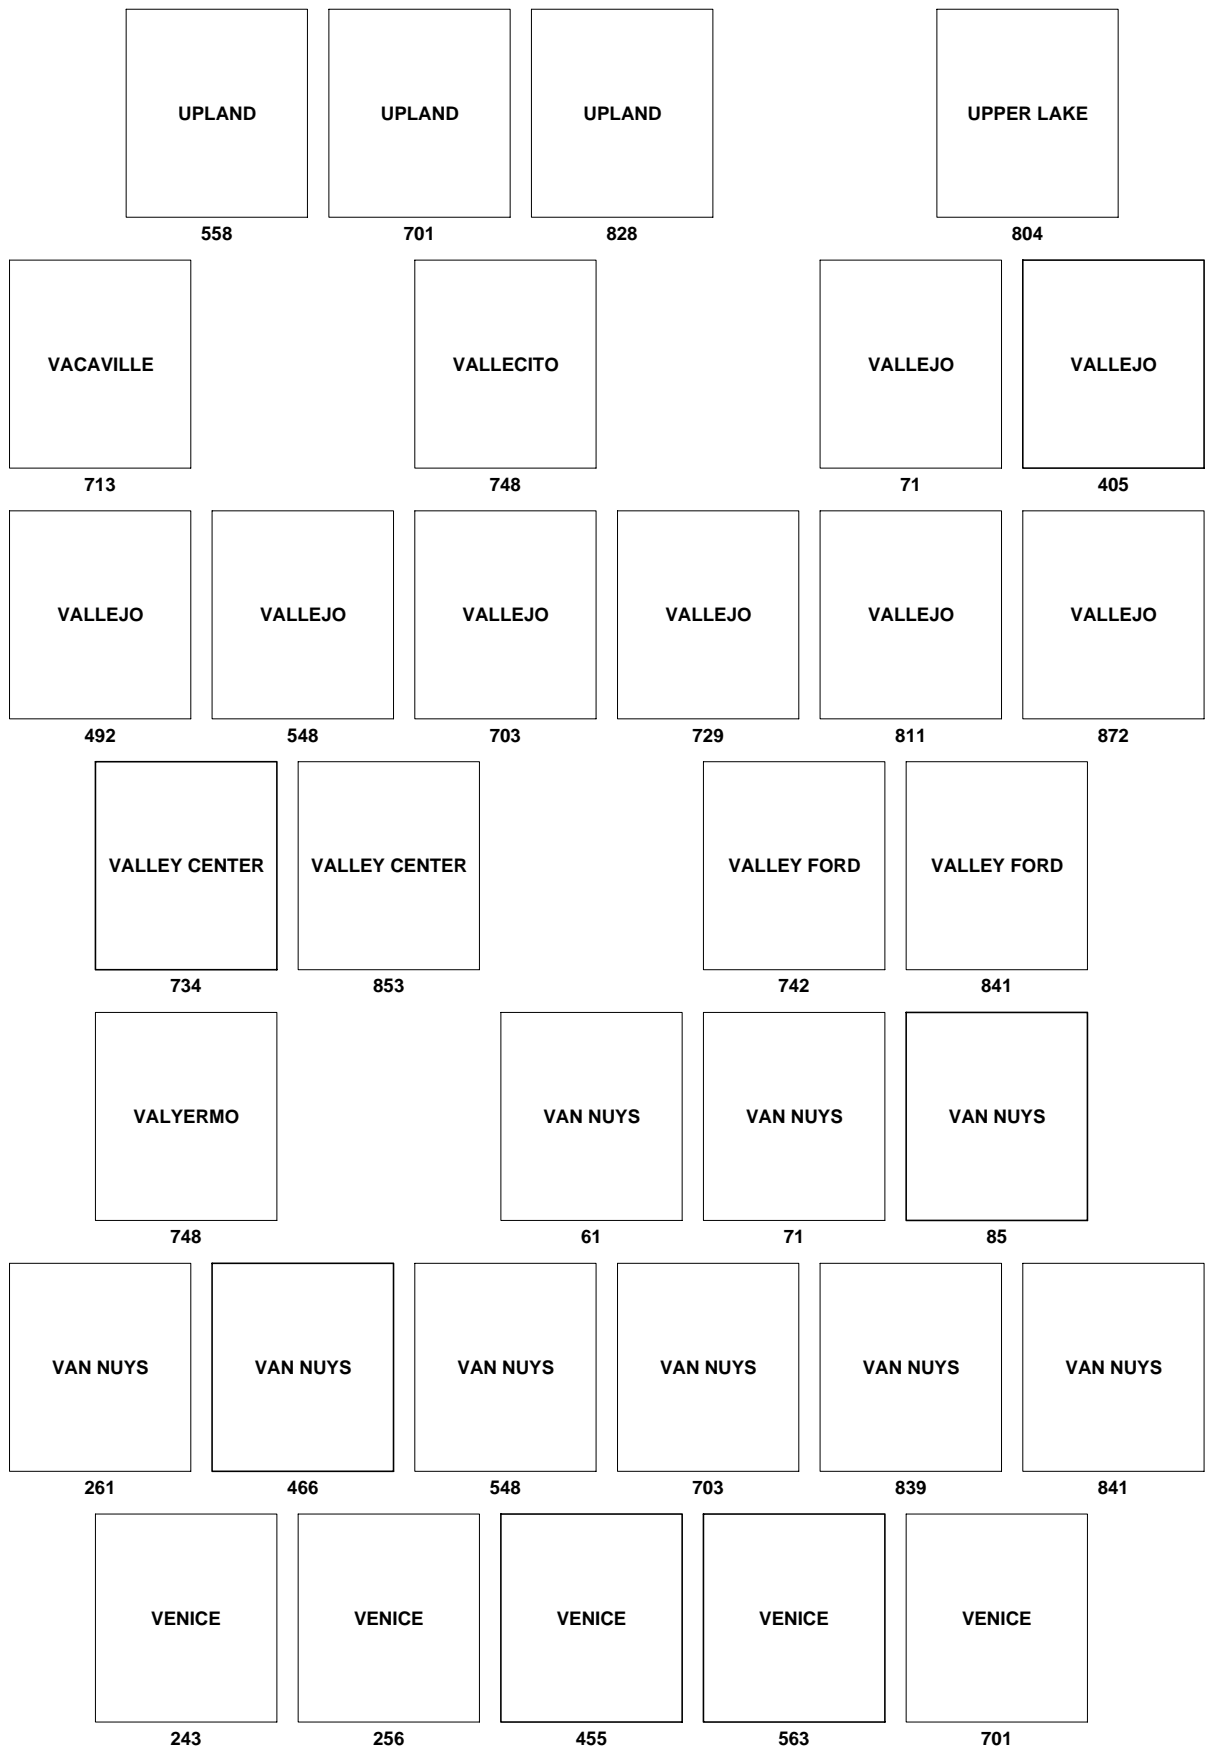 UPLAND UPLAND UPLAND UPPER LAKE
558 701 828 804
VACAVILLE VALLECITO VALLEJO VALLEJO
713 748 71 405
VALLEJO VALLEJO VALLEJO VALLEJO VALLEJO VALLEJO
492 548 703 729 811 872
VALLEY CENTER VALLEY CENTER VALLEY FORD VALLEY FORD
734 853 742 841
VALYERMO VAN NUYS VAN NUYS VAN NUYS
748 61 71 85
VAN NUYS VAN NUYS VAN NUYS VAN NUYS VAN NUYS VAN NUYS
261 466 548 703 839 841
VENICE VENICE VENICE VENICE VENICE
243 256 455 563 701